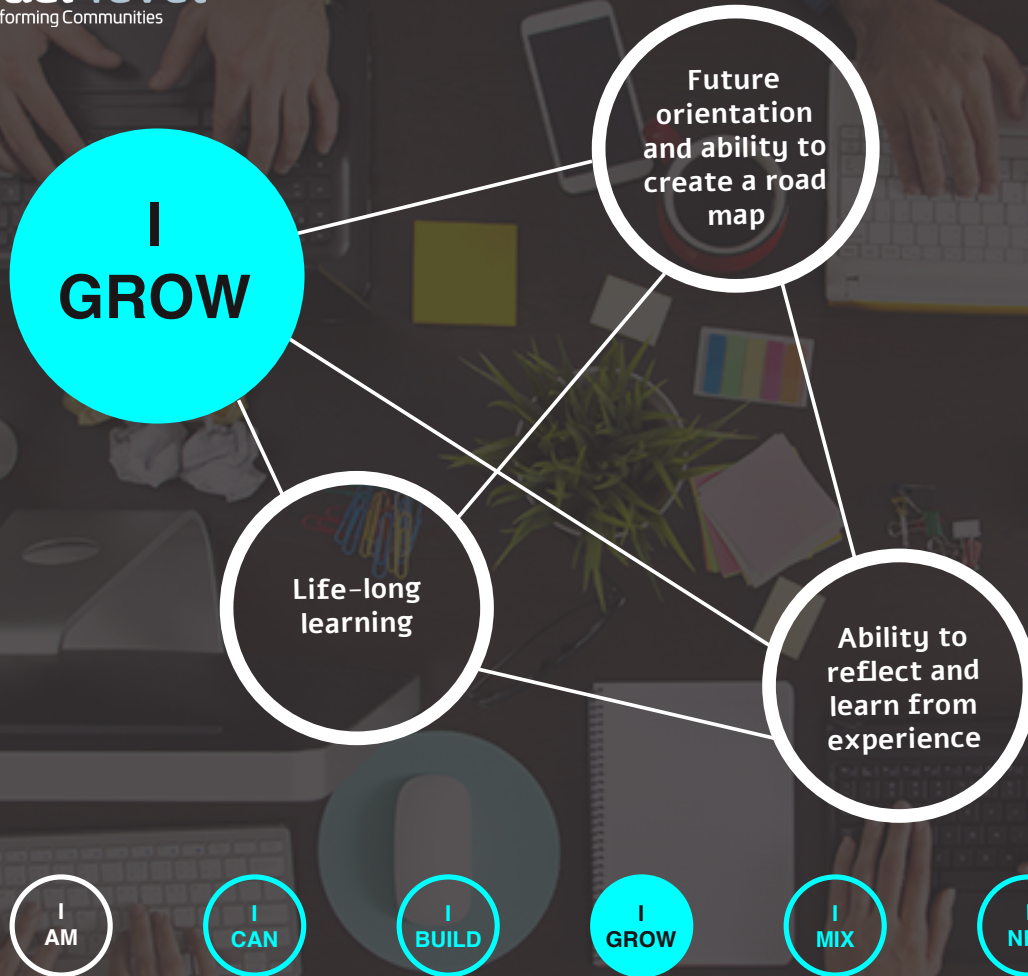 forming Communities
I
GROW
Future
orientation
and ability to
create a road
map
Life-long
learning
Ability to
reflect and
learn from
experience
I
AM
I
CAN
I
BUILD
I
GROW
I
MIX